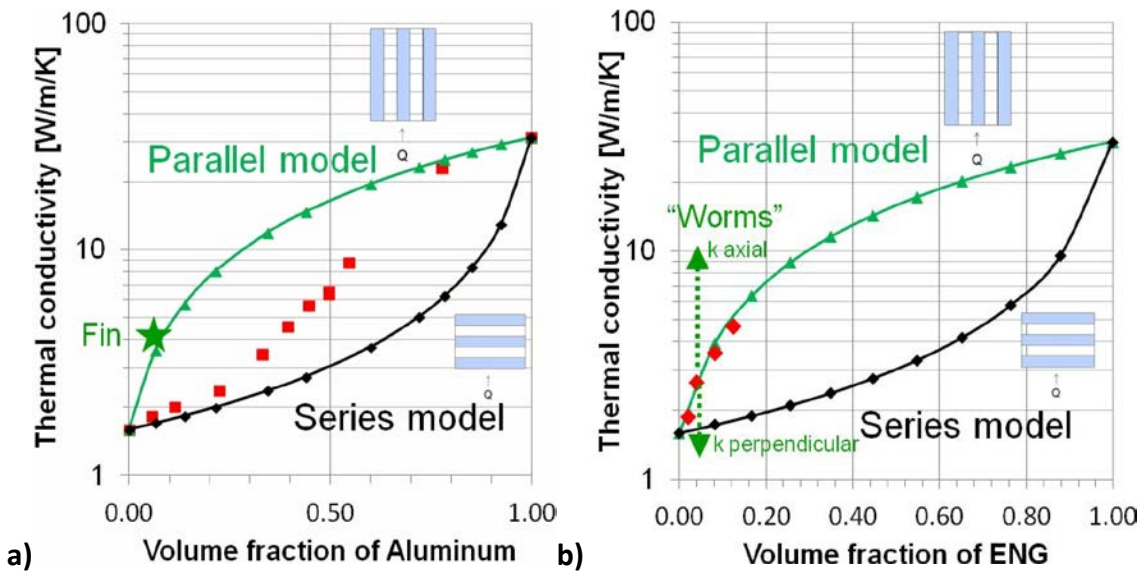 100
10
1
Thermal conductivity [W/m/K]
Q
Parallel model
Fin
Q
Series model
0.00 0.50 1.00
Volume fraction of Aluminum
a)
100
10
1
Thermal conductivity [W/m/K]
Q
Parallel model
"Worms"
k axial
Q
Series model
k perpendicular
0.00 0.20 0.40 0.60 0.80 1.00
Volume fraction of ENG
b)